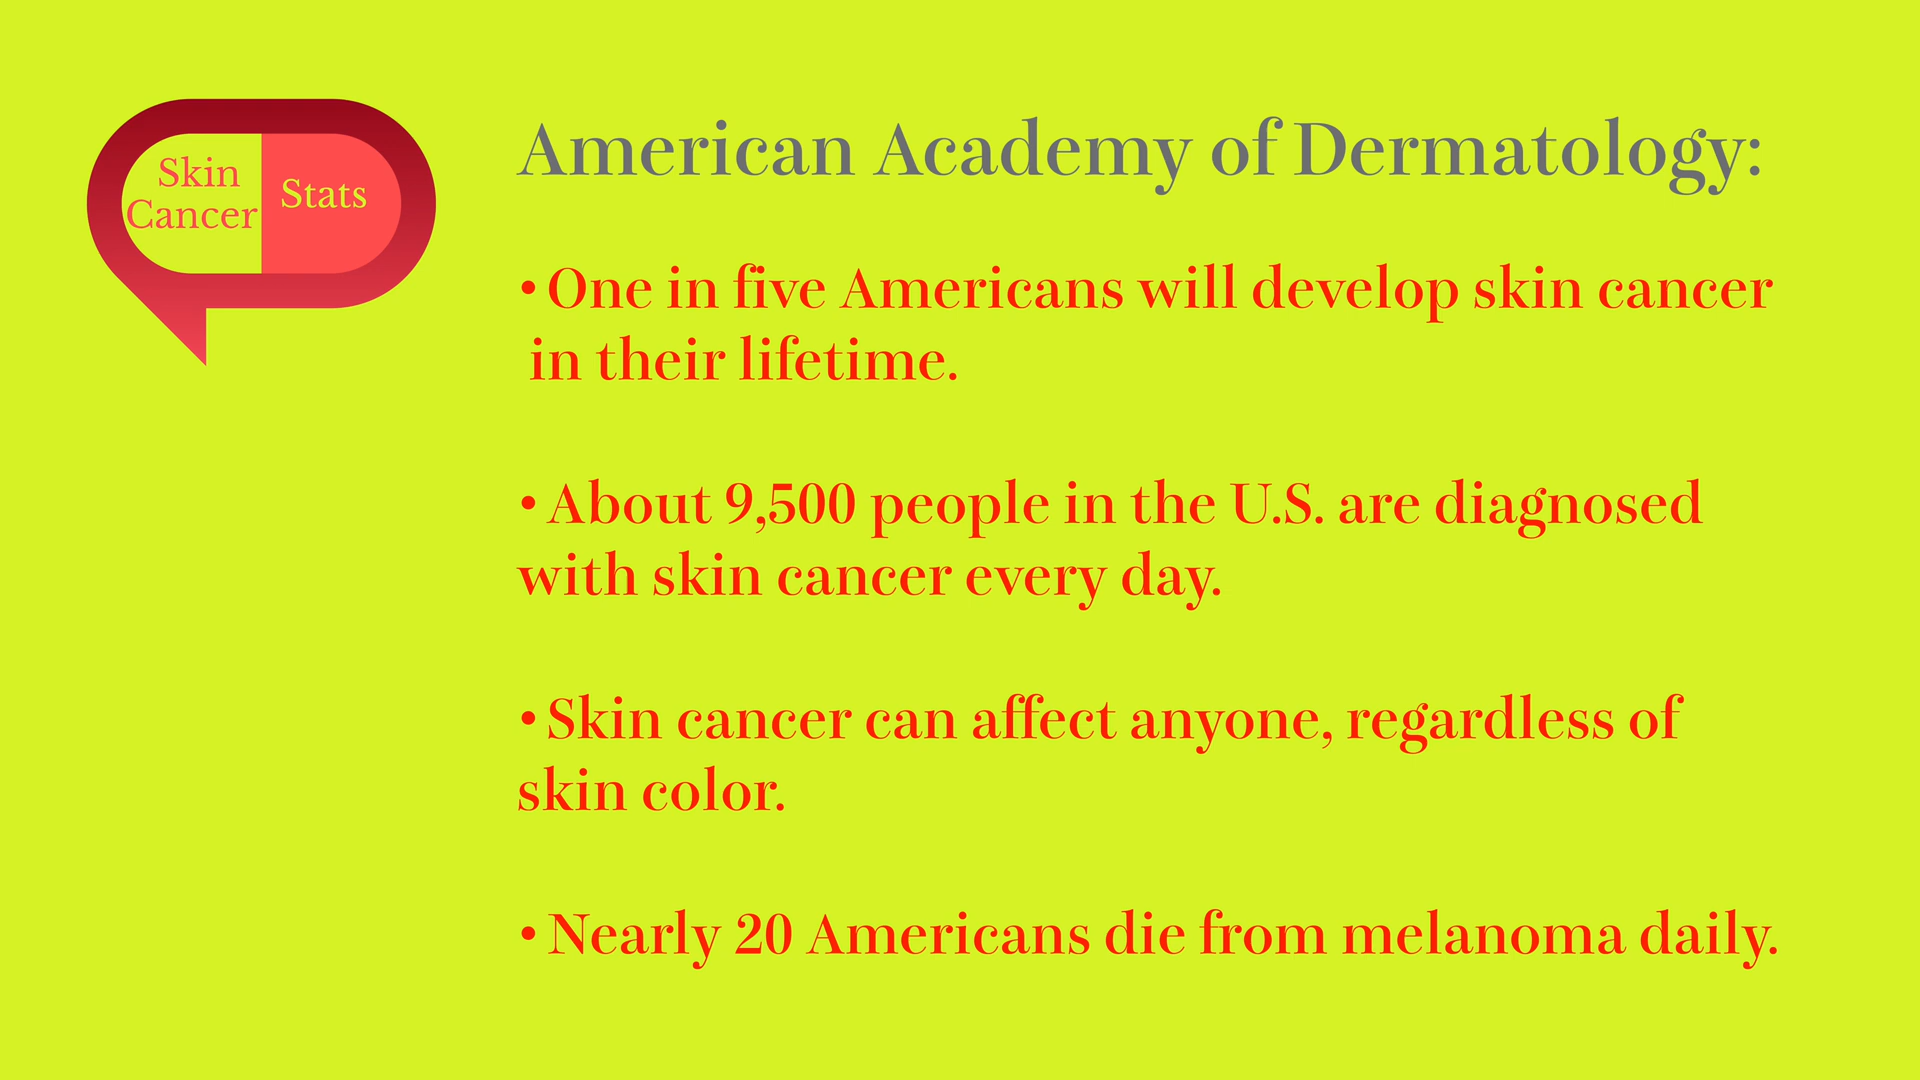 Skin
Cancer
Stats
American Academy of Dermatology:
• One in five Americans will develop skin cancer
in their lifetime.
• About 9,500 people in the U.S. are diagnosed
with skin cancer every day.
• Skin cancer can affect anyone, regardless of
skin color.
• Nearly 20 Americans die from melanoma daily.